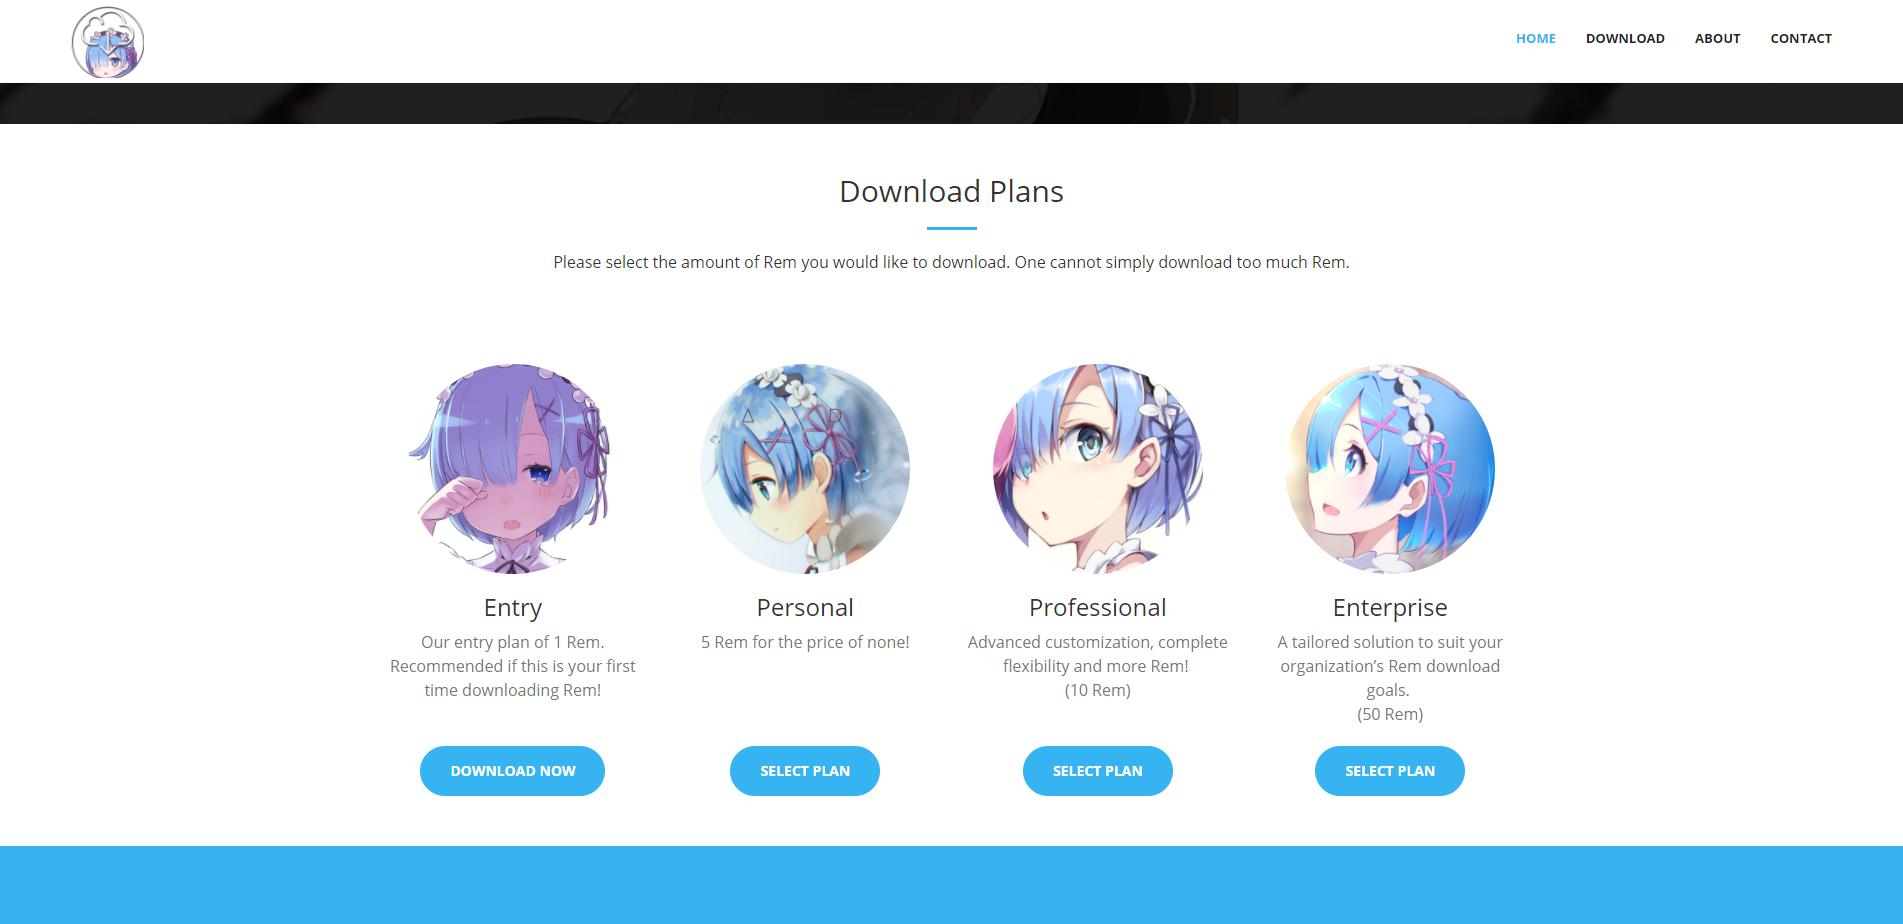 HOME DOWNLOAD ABOUT CONTACT
Download Plans
Please select the amount of Rem you would like to download. One cannot simply download too much Rem.
Entry
Our entry plan of 1 Rem.
Recommended if this is your first
time downloading Rem!
DOWNLOAD NOW
Personal
5 Rem for the price of none!
SELECT PLAN
Professional
Advanced customization, complete
flexibility and more Rem!
(10 Rem)
SELECT PLAN
Enterprise
A tailored solution to suit your
organization’s Rem download
goals.
(50 Rem)
SELECT PLAN